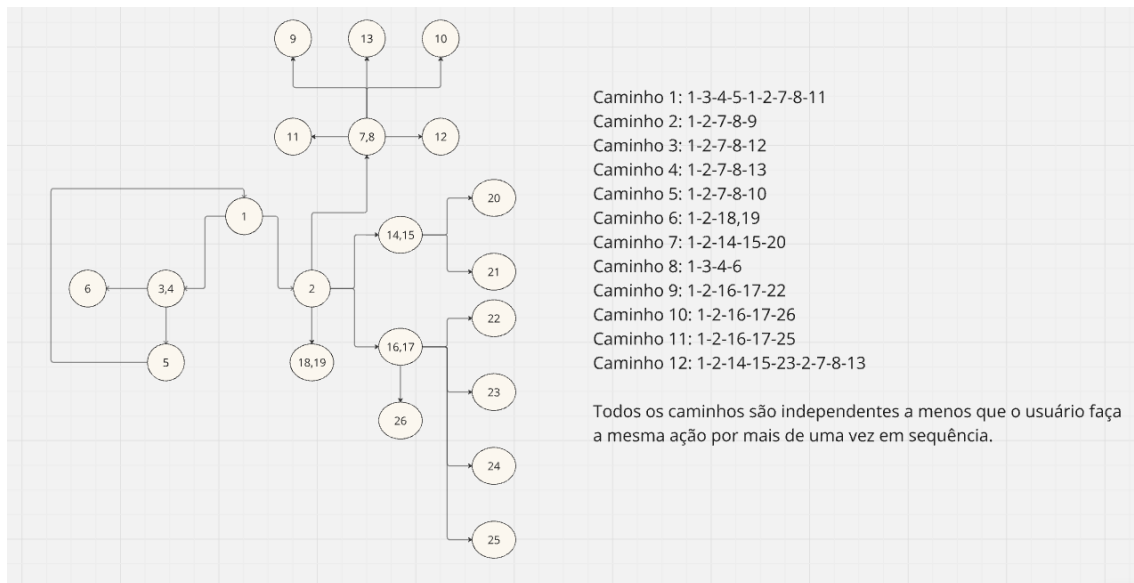 9
13
10
11
7,8
12
20
1
14,15
21
6
3,4
2
22
5
18,19
16,17
23
26
24
25
Caminho 1: 1-3-4-5-1-2-7-8-11
Caminho 2: 1-2-7-8-9
Caminho 3: 1-2-7-8-12
Caminho 4: 1-2-7-8-13
Caminho 5: 1-2-7-8-10
Caminho 6: 1-2-18,19
Caminho 7: 1-2-14-15-20
Caminho 8: 1-3-4-6
Caminho 9: 1-2-16-17-22
Caminho 10: 1-2-16-17-26
Caminho 11: 1-2-16-17-25
Caminho 12: 1-2-14-15-23-2-7-8-13
Todos os caminhos são independentes a menos que o usuário faça
a mesma ação por mais de uma vez em sequência.